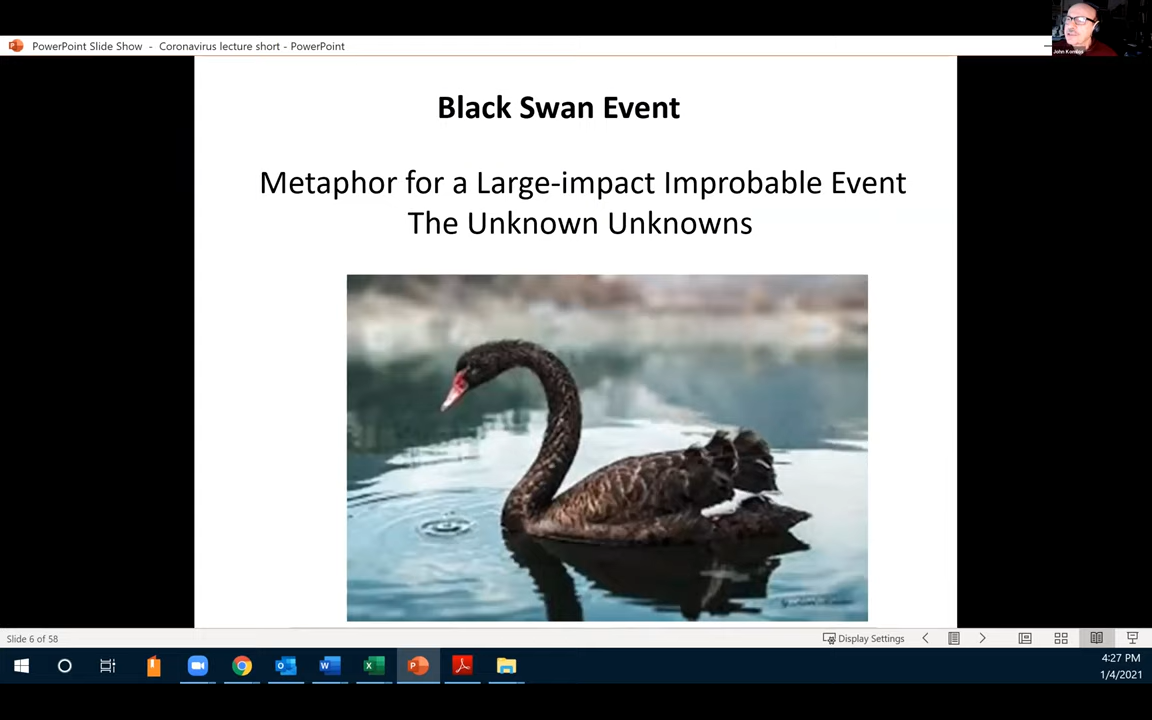 PowerPoint Slide Show - Coronavirus lecture short - PowerPoint
Black Swan Event
Metaphor for a Large-impact Improbable Event
The Unknown Unknowns
Slide 6 of 58
Display Settings
4:27 PM
1/4/2021